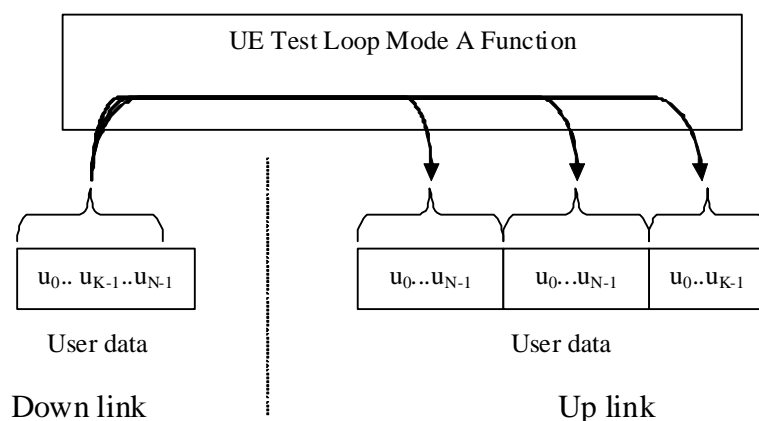 UE Test Loop Mode A Function
u0.. uK-1..uN-1
u0...uN-1
u0...uN-1
u0..uK-1
User data
User data
Down link
Up link